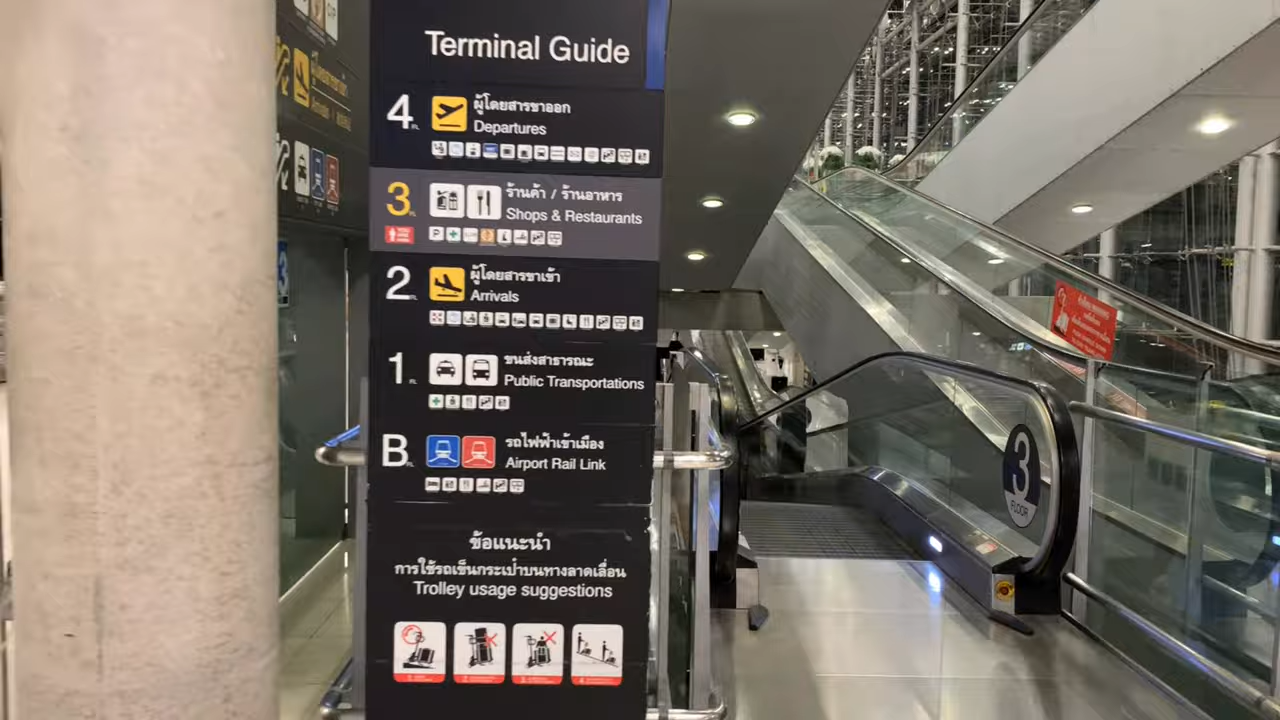 Terminal Guide
4 FL.
ผู้โดยสารขาออก
Departures
3 FL.
ร้านค้า / ร้านอาหาร
Shops & Restaurants
2 FL.
ผู้โดยสารขาเข้า
Arrivals
1 FL.
ขนส่งสาธารณะ
Public Transportations
B FL.
รถไฟฟ้าเข้าเมือง
Airport Rail Link
ข้อแนะนำ
การใช้รถเข็นกระเป๋าบนทางลาดเลื่อน
Trolley usage suggestions
3
FLOOR
3